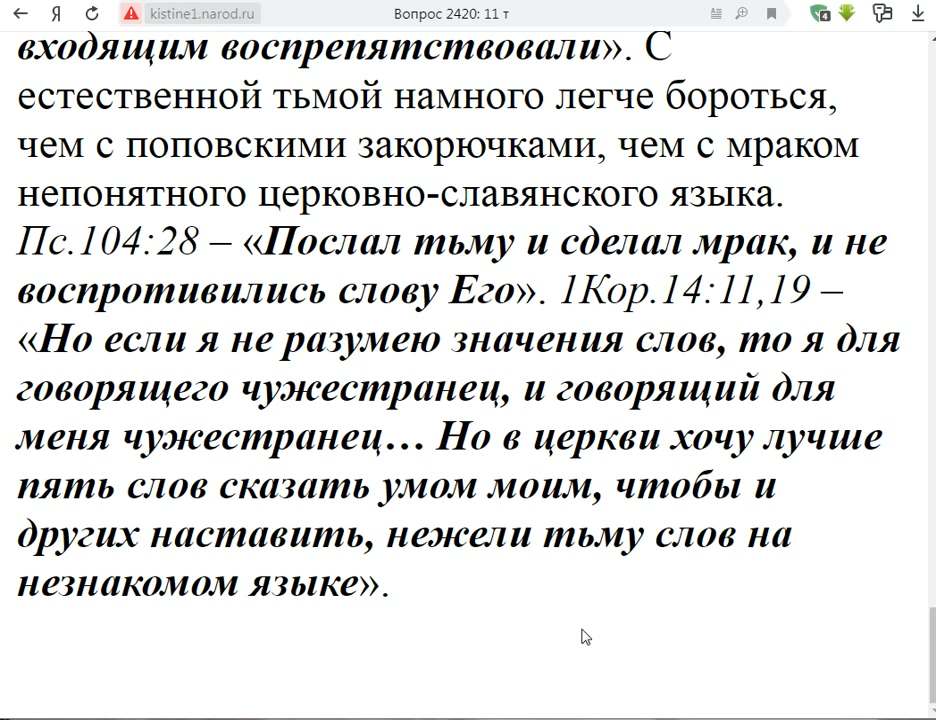 Я
kistine1.narod.ru
Вопрос 2420: 11 т
4
входящим воспрепятствовали». С
естественной тьмой намного легче бороться,
чем с поповскими закорючками, чем с мраком
непонятного церковно-славянского языка.
Пс.104:28 – «Послал тьму и сделал мрак, и не
воспротивились слову Его». 1Кор.14:11,19 –
«Но если я не разумею значения слов, то я для
говорящего чужестранец, и говорящий для
меня чужестранец… Но в церкви хочу лучше
пять слов сказать умом моим, чтобы и
других наставить, нежели тьму слов на
незнакомом языке».